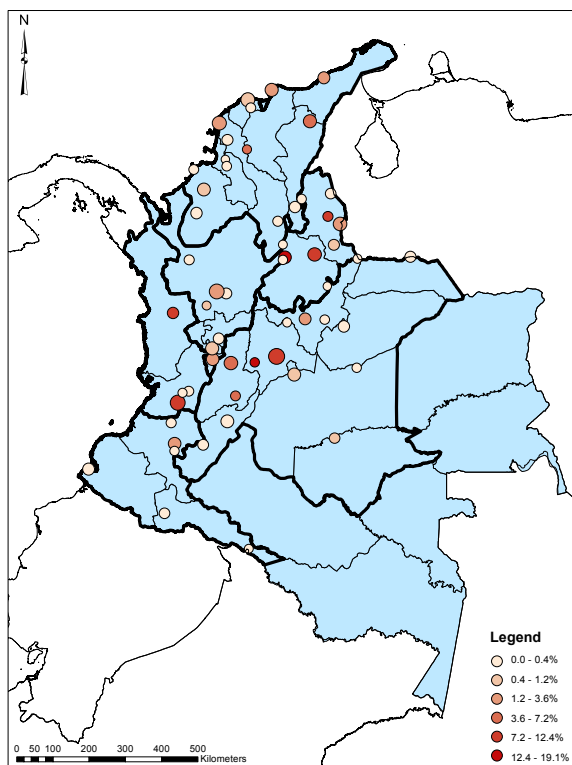 N
Legend
0.0 - 0.4%
0.4 - 1.2%
1.2 - 3.6%
3.6 - 7.2%
7.2 - 12.4%
12.4 - 19.1%
0 50 100 200 300 400 500
Kilometers